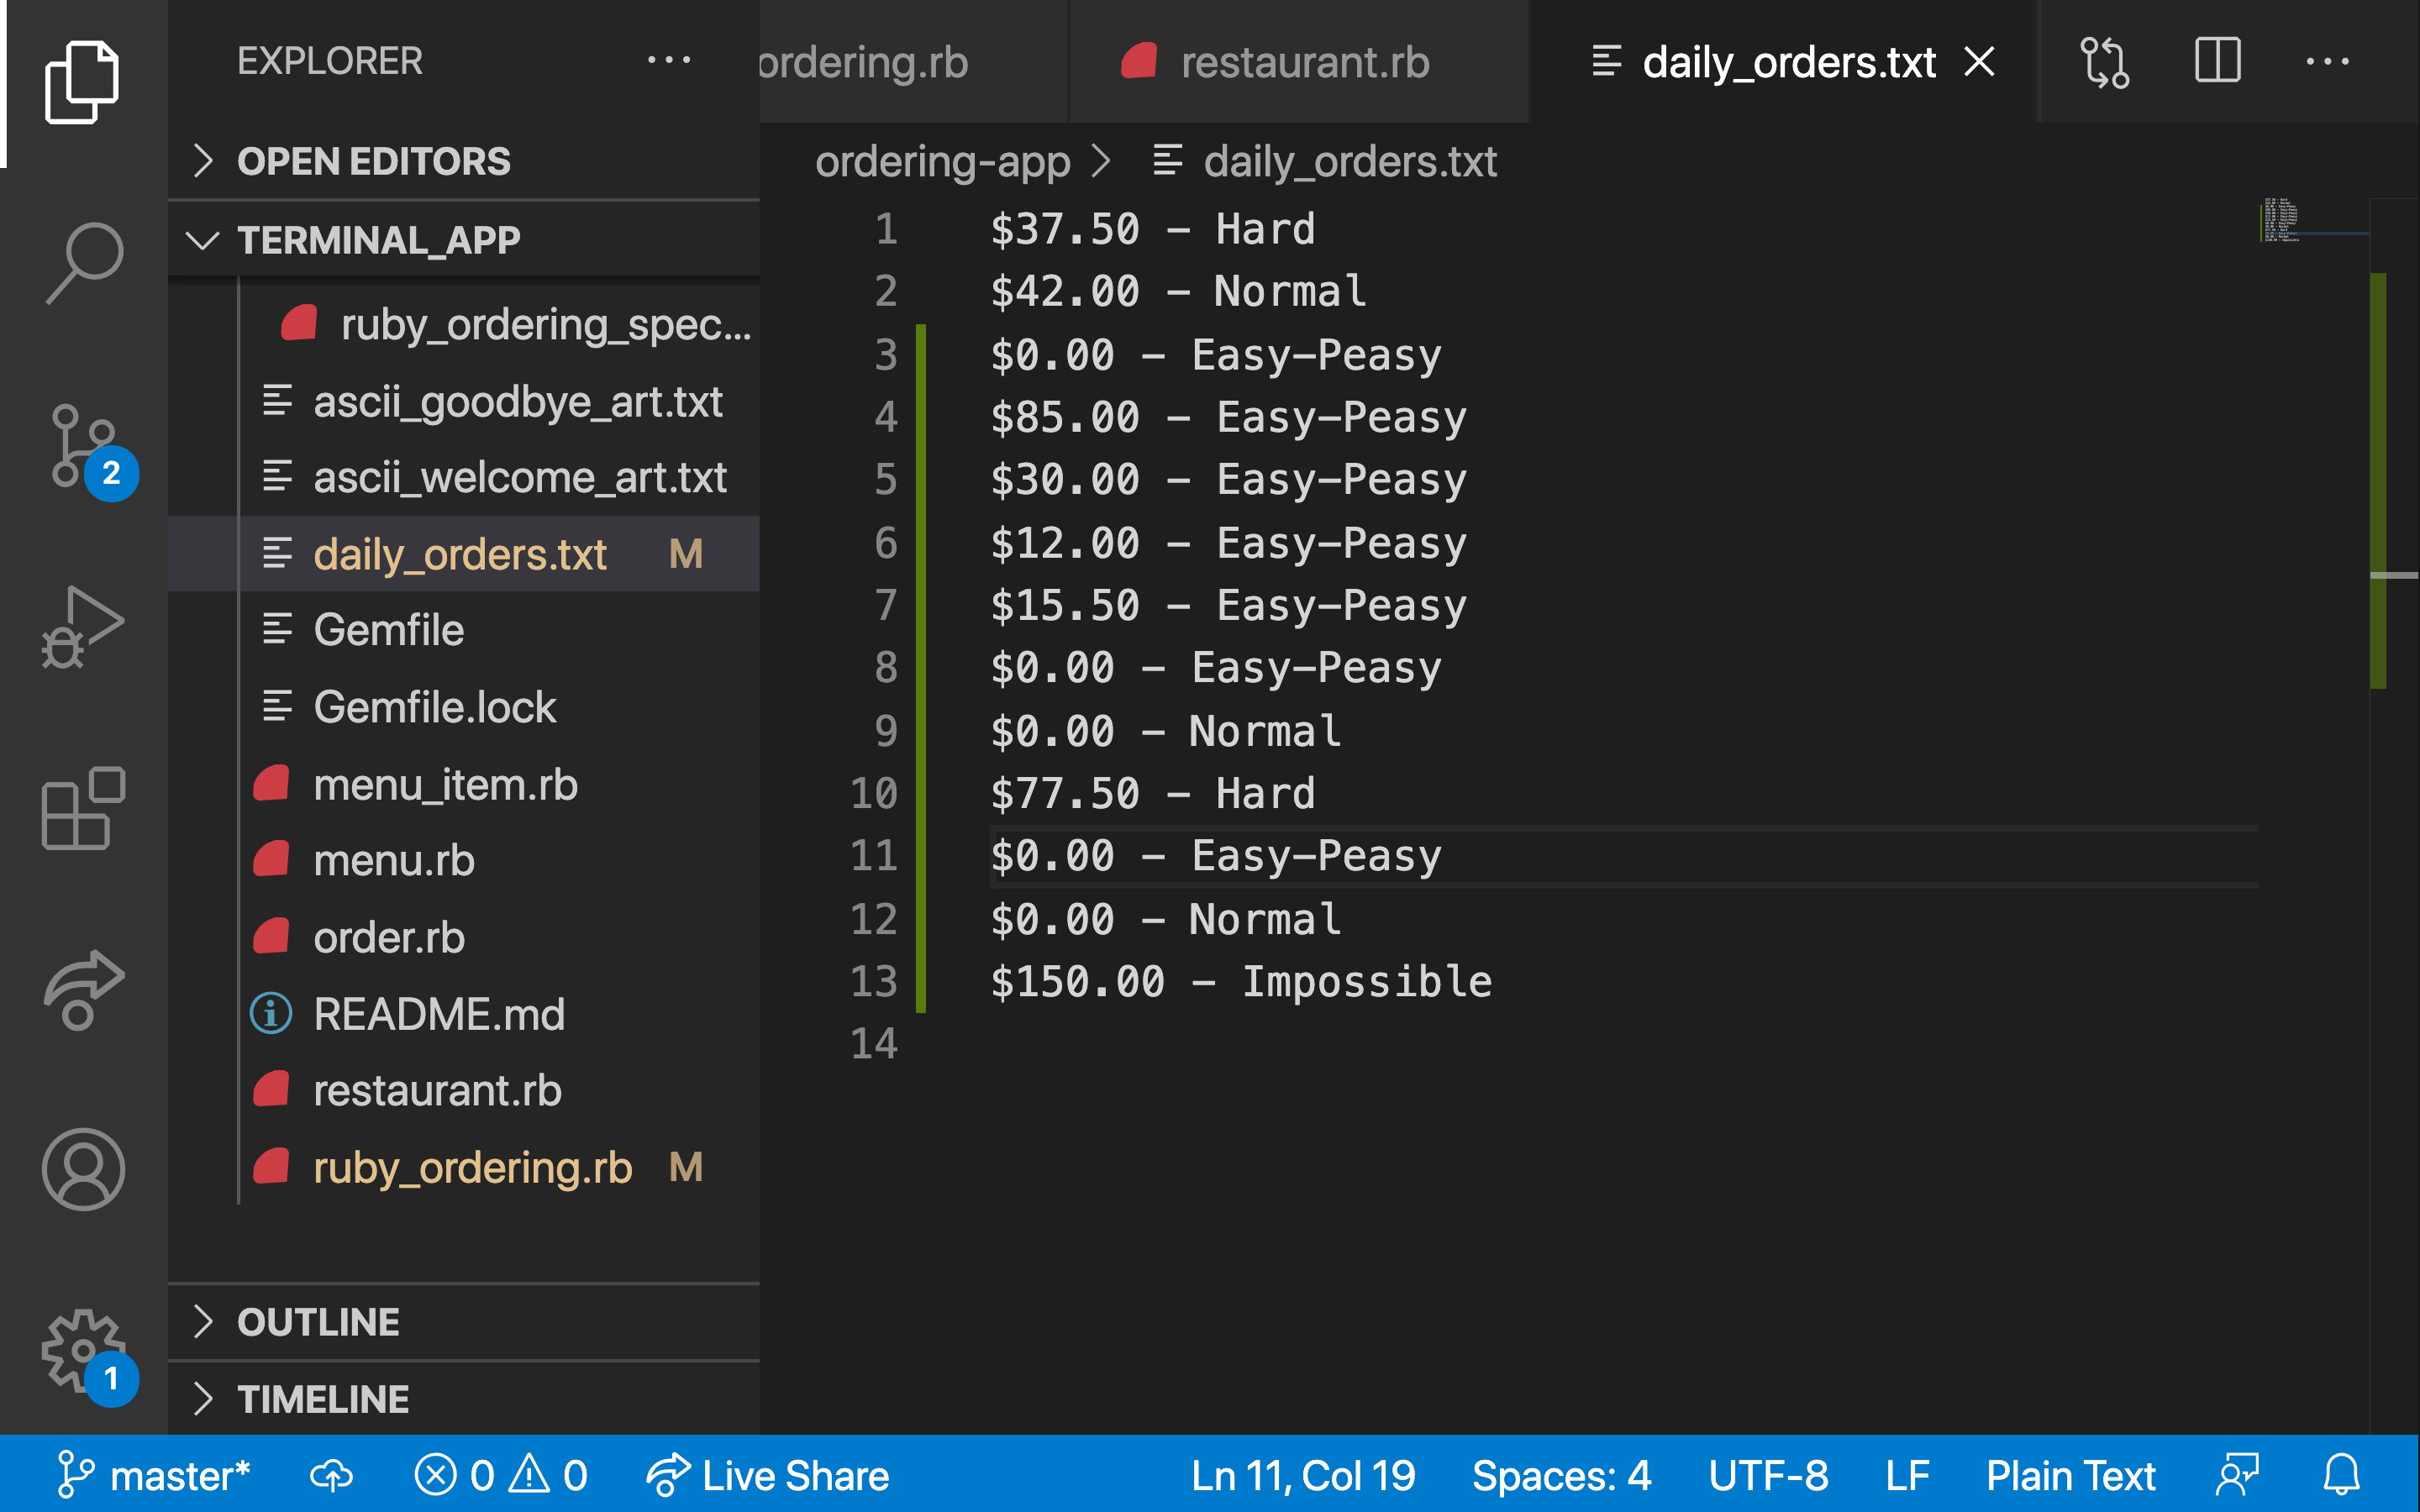 EXPLORER
OPEN EDITORS
TERMINAL_APP
ruby_ordering_spec...
ascii_goodbye_art.txt
ascii_welcome_art.txt
daily_orders.txt M
Gemfile
Gemfile.lock
menu_item.rb
menu.rb
order.rb
README.md
restaurant.rb
ruby_ordering.rb M
OUTLINE
TIMELINE
2
1
ordering.rb restaurant.rb daily_orders.txt
ordering-app > daily_orders.txt
1 $37.50 - Hard
2 $42.00 - Normal
3 $0.00 - Easy-Peasy
4 $85.00 - Easy-Peasy
5 $30.00 - Easy-Peasy
6 $12.00 - Easy-Peasy
7 $15.50 - Easy-Peasy
8 $0.00 - Easy-Peasy
9 $0.00 - Normal
10 $77.50 - Hard
11 $0.00 - Easy-Peasy
12 $0.00 - Normal
13 $150.00 - Impossible
14
master* 0 0 Live Share Ln 11, Col 19 Spaces: 4 UTF-8 LF Plain Text